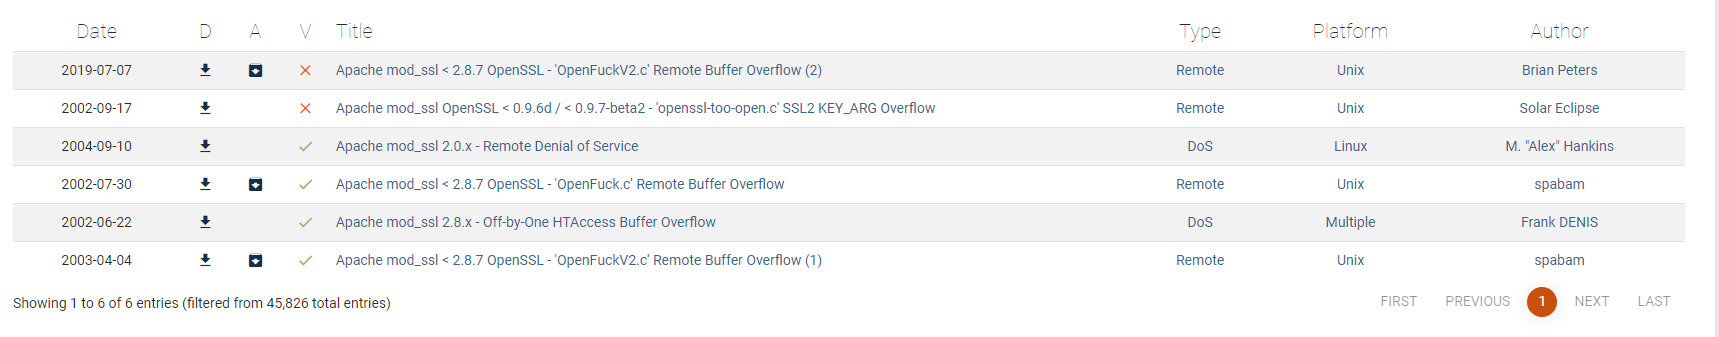 Date D A V Title Type Platform Author
2019-07-07 Apache mod_ssl < 2.8.7 OpenSSL - 'OpenFuckV2.c' Remote Buffer Overflow (2) Remote Unix Brian Peters
2002-09-17 Apache mod_ssl OpenSSL < 0.9.6d / < 0.9.7-beta2 - 'openssl-too-open.c' SSL2 KEY_ARG Overflow Remote Unix Solar Eclipse
2004-09-10 Apache mod_ssl 2.0.x - Remote Denial of Service DoS Linux M. "Alex" Hankins
2002-07-30 Apache mod_ssl < 2.8.7 OpenSSL - 'OpenFuck.c' Remote Buffer Overflow Remote Unix spabam
2002-06-22 Apache mod_ssl 2.8.x - Off-by-One HTAccess Buffer Overflow DoS Multiple Frank DENIS
2003-04-04 Apache mod_ssl < 2.8.7 OpenSSL - 'OpenFuckV2.c' Remote Buffer Overflow (1) Remote Unix spabam
Showing 1 to 6 of 6 entries (filtered from 45,826 total entries) FIRST PREVIOUS 1 NEXT LAST